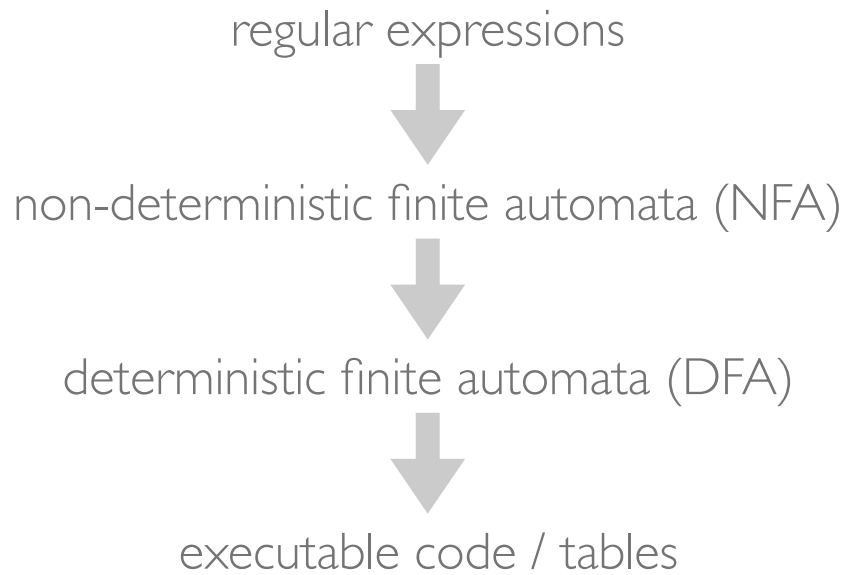 regular expressions
non-deterministic finite automata (NFA)
deterministic finite automata (DFA)
executable code / tables